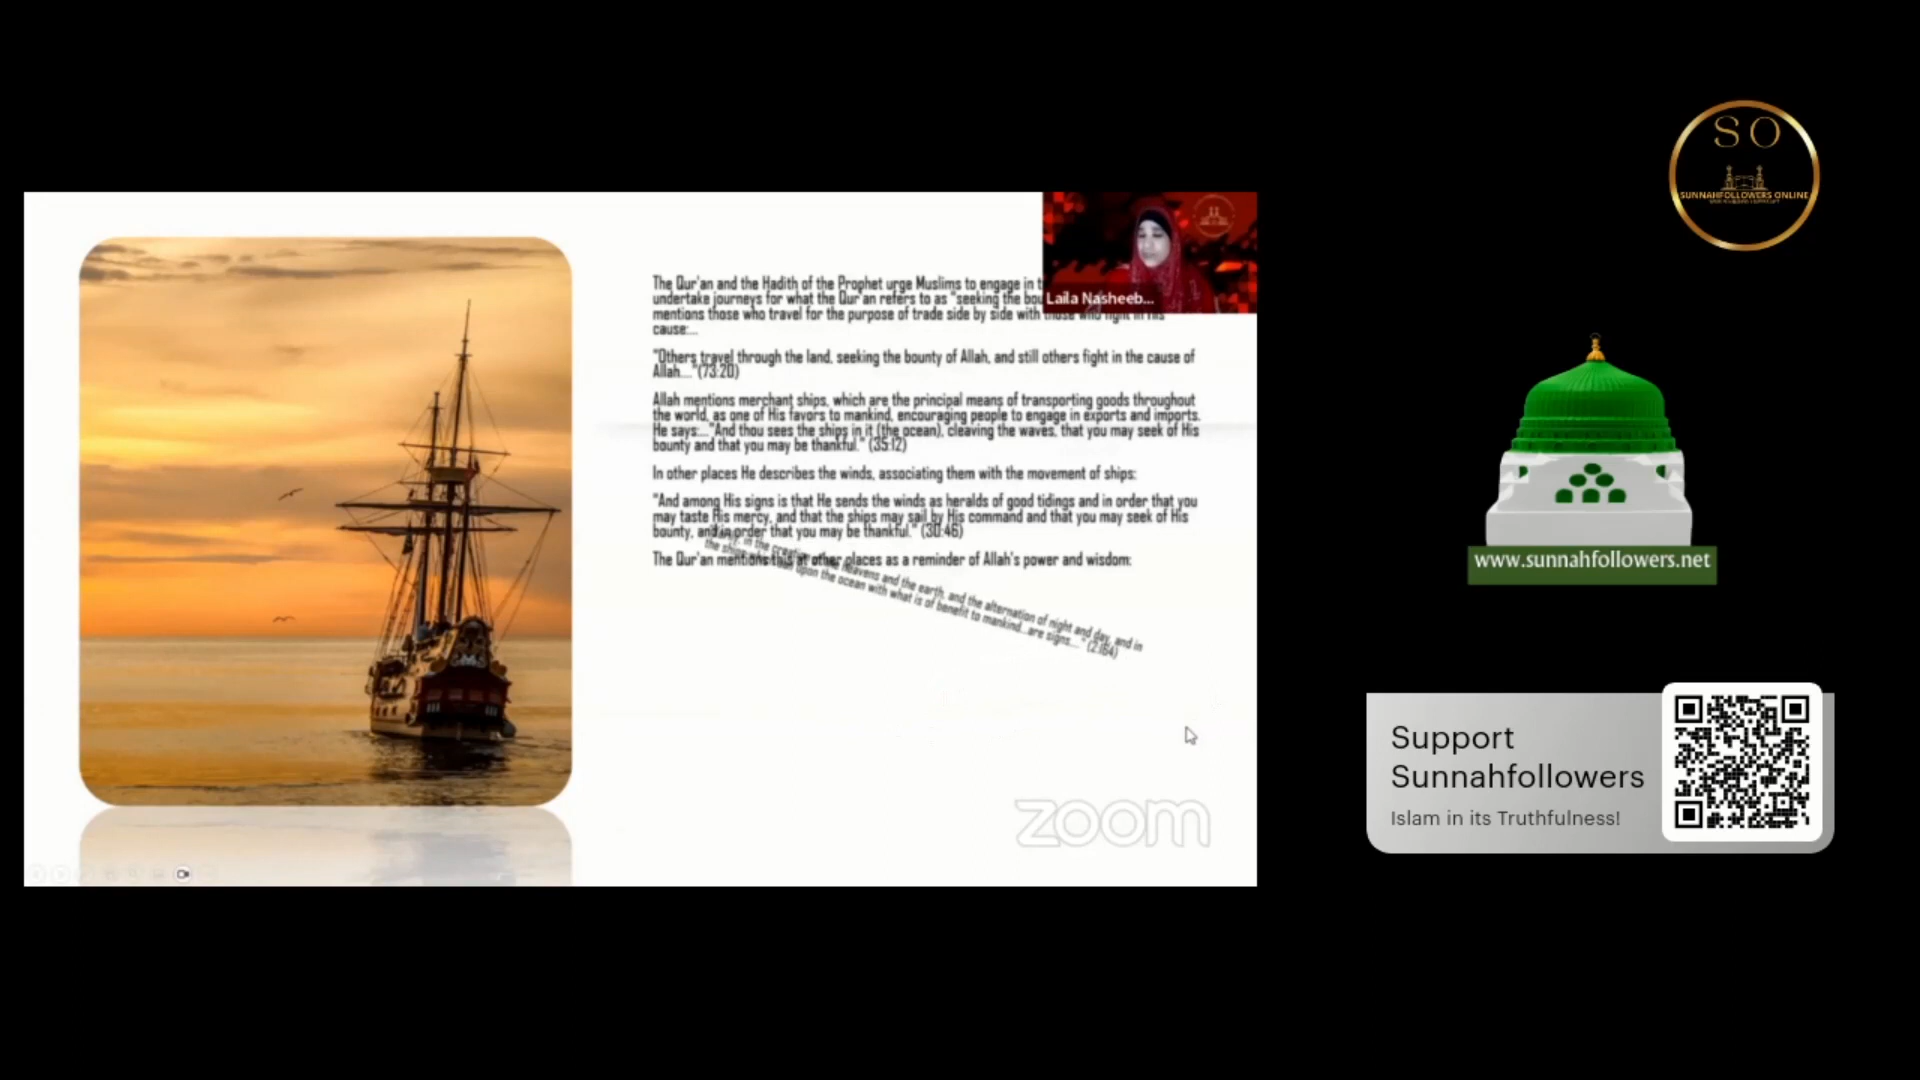 The Qur'an and the Hadith of the Prophet urge Muslims to engage in
undertake journeys for what the Qur'an refers to as "seeking the
mentions those who travel for the purpose of trade side by side with those who fight in His
cause:...
"Others travel through the land, seeking the bounty of Allah, and still others fight in the cause of
Allah...."(73:20)
Allah mentions merchant ships, which are the principal means of transporting goods throughout
the world, as one of His favors to mankind, encouraging people to engage in exports and imports.
He says:..."And thou sees the ships in it (the ocean), cleaving the waves, that you may seek of His
bounty and that you may be thankful." (35:12)
In other places He describes the winds, associating them with the movement of ships:
"And among His signs is that He sends the winds as heralds of good tidings and in order that you
may taste His mercy, and that the ships may sail by His command and that you may seek of His
bounty, and in order that you may be thankful." (30:46)
The Qur'an mentions this at other places as a reminder of Allah's power and wisdom:
in the creation heavens and the earth, and the alternation of night and day, and in
the ships upon the ocean with what is of benefit to mankind...are signs...." (2:164)
Laila Nasheeb...
zoom
S O
SUNNAHFOLLOWERS ONLINE
www.sunnahfollowers.net
Support
Sunnahfollowers
Islam in its Truthfulness!